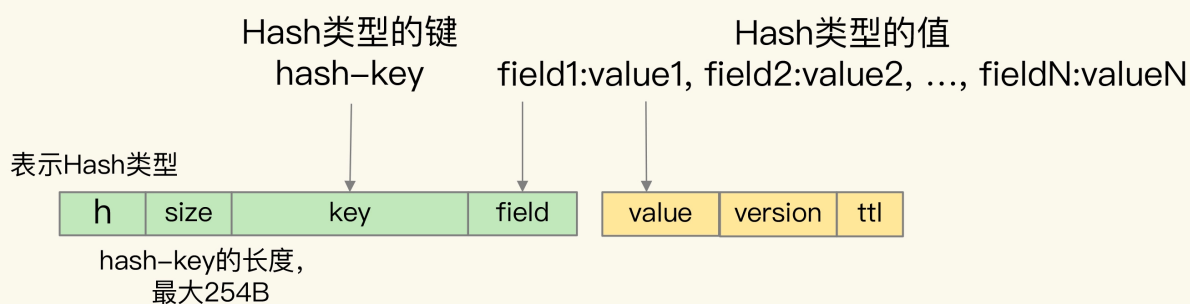 Hash类型的键
hash-key
Hash类型的值
field1:value1, field2:value2, …, fieldN:valueN
表示Hash类型
h size key field value version ttl
hash-key的长度，
最大254B